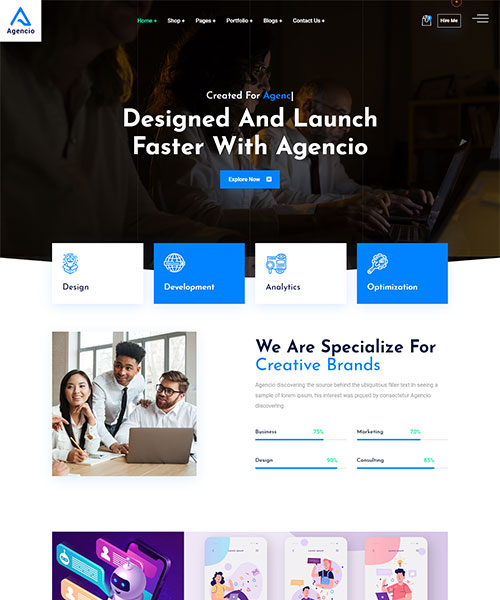 Agencio
Home + Shop + Pages + Portfolio + Blogs + Contact Us +
Hire Me
Created For Agenc|
Designed And Launch
Faster With Agencio
Explore Now
Design
Development
Analytics
Optimization
We Are Specialize For
Creative Brands
Agencio discovering the source behind the ubiquitous filler text in seeing a
sample of lorem ipsum, his interest was piqued by consectetur Agencio
discovering
Business 75%
Marketing 70%
Design 90%
Consulting 85%